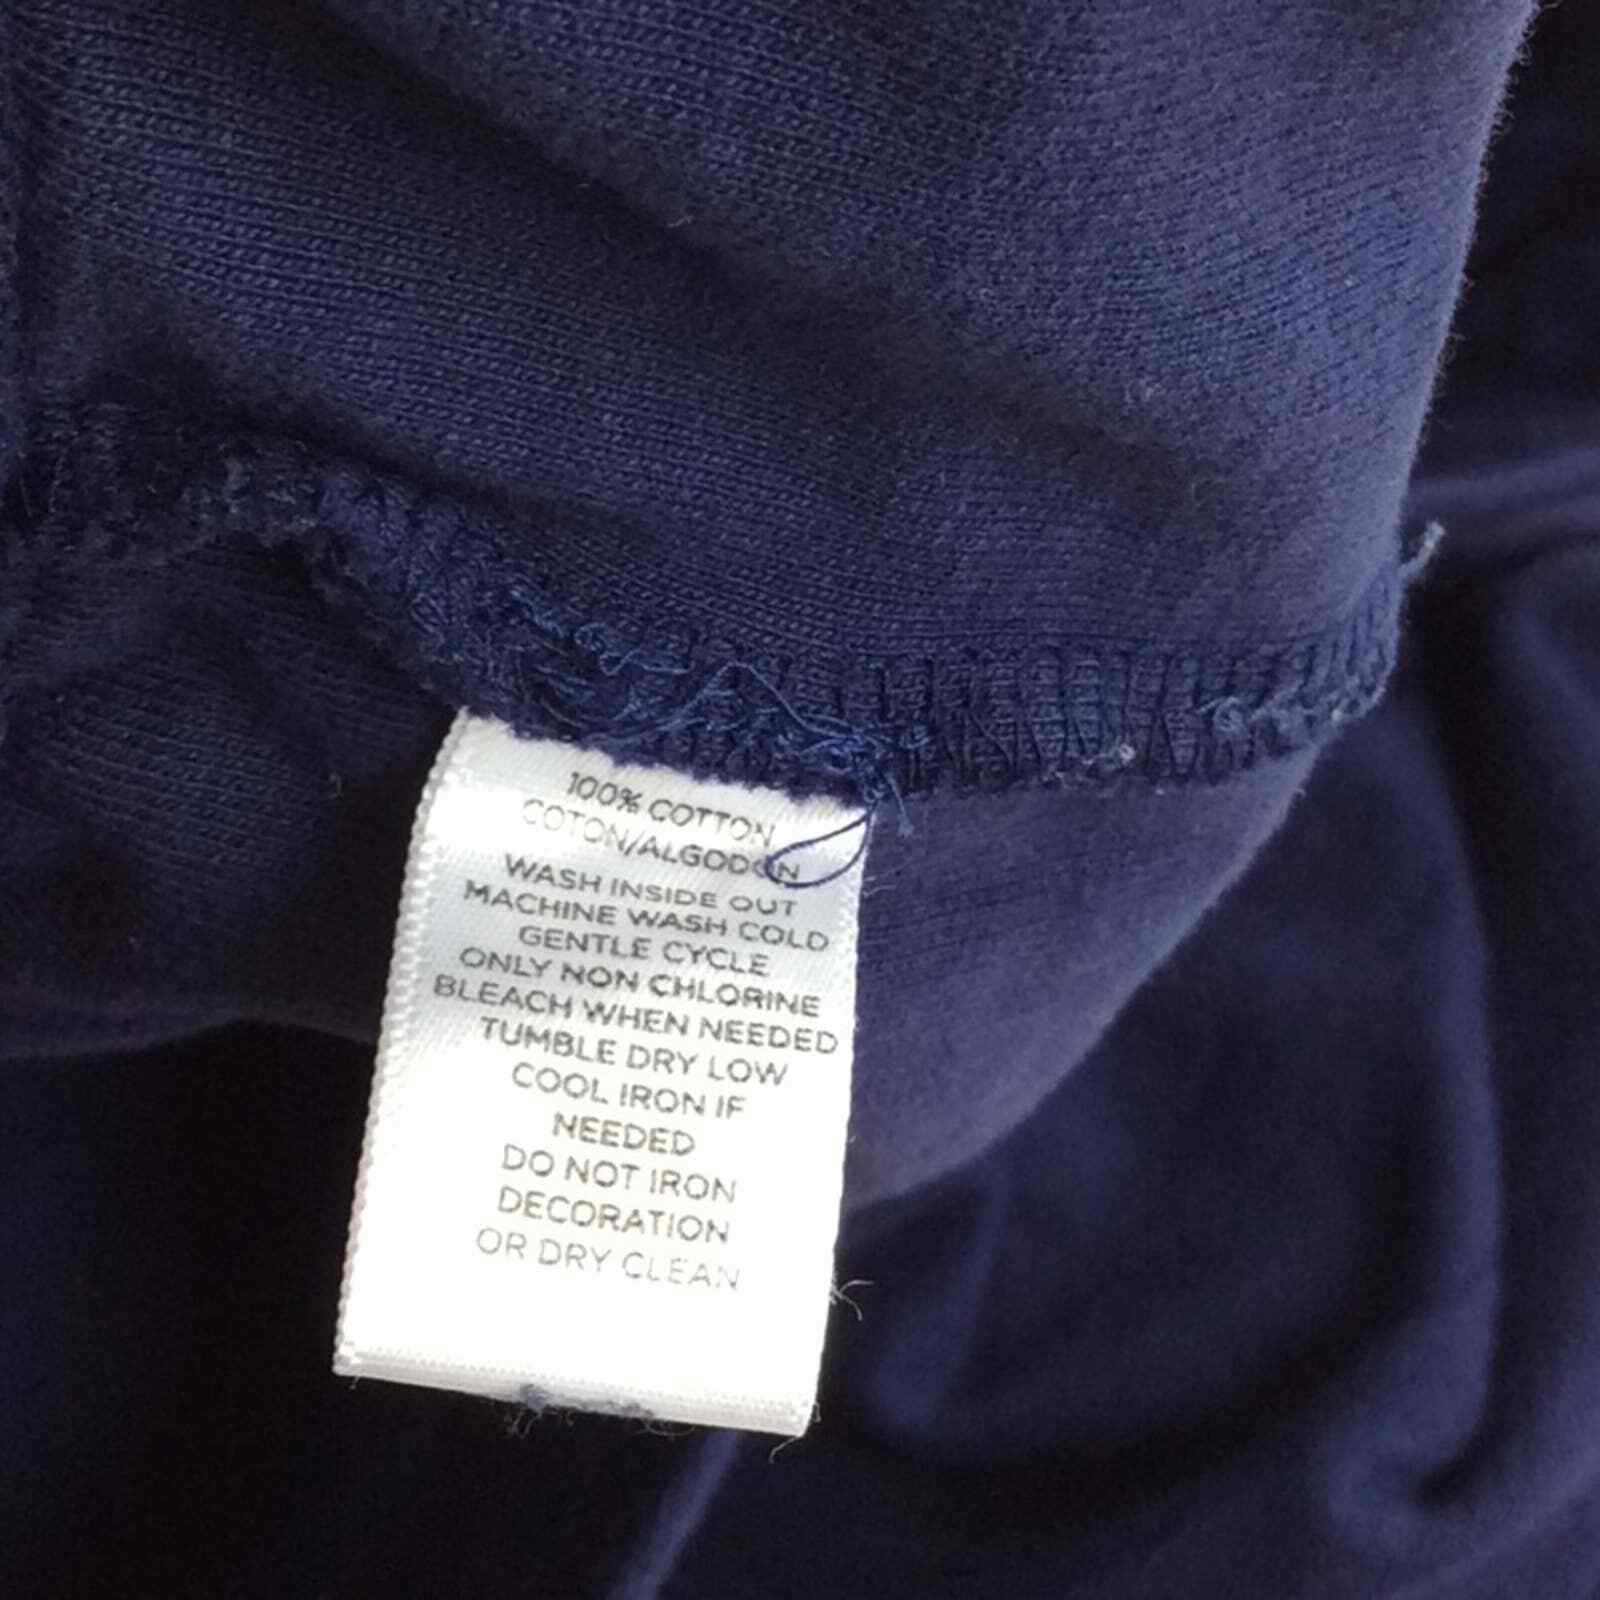 100% COTTON
COTON/ALGODON
WASH INSIDE OUT
MACHINE WASH COLD
GENTLE CYCLE
ONLY NON CHLORINE
BLEACH WHEN NEEDED
TUMBLE DRY LOW
COOL IRON IF
NEEDED
DO NOT IRON
DECORATION
OR DRY CLEAN